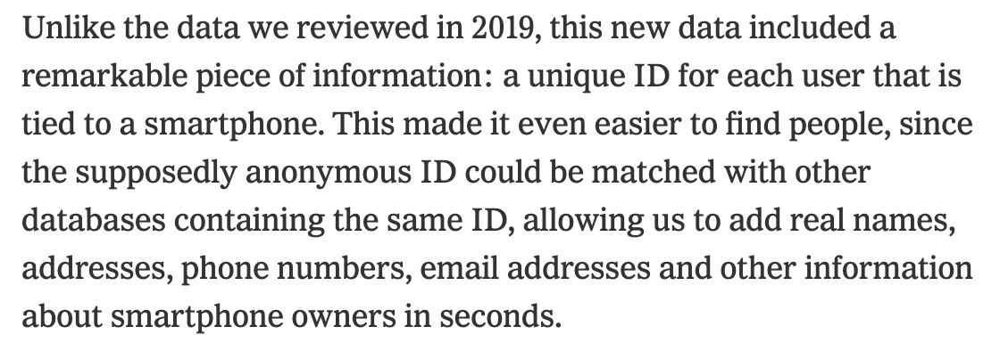 Unlike the data we reviewed in 2019, this new data included a
remarkable piece of information: a unique ID for each user that is
tied to a smartphone. This made it even easier to find people, since
the supposedly anonymous ID could be matched with other
databases containing the same ID, allowing us to add real names,
addresses, phone numbers, email addresses and other information
about smartphone owners in seconds.